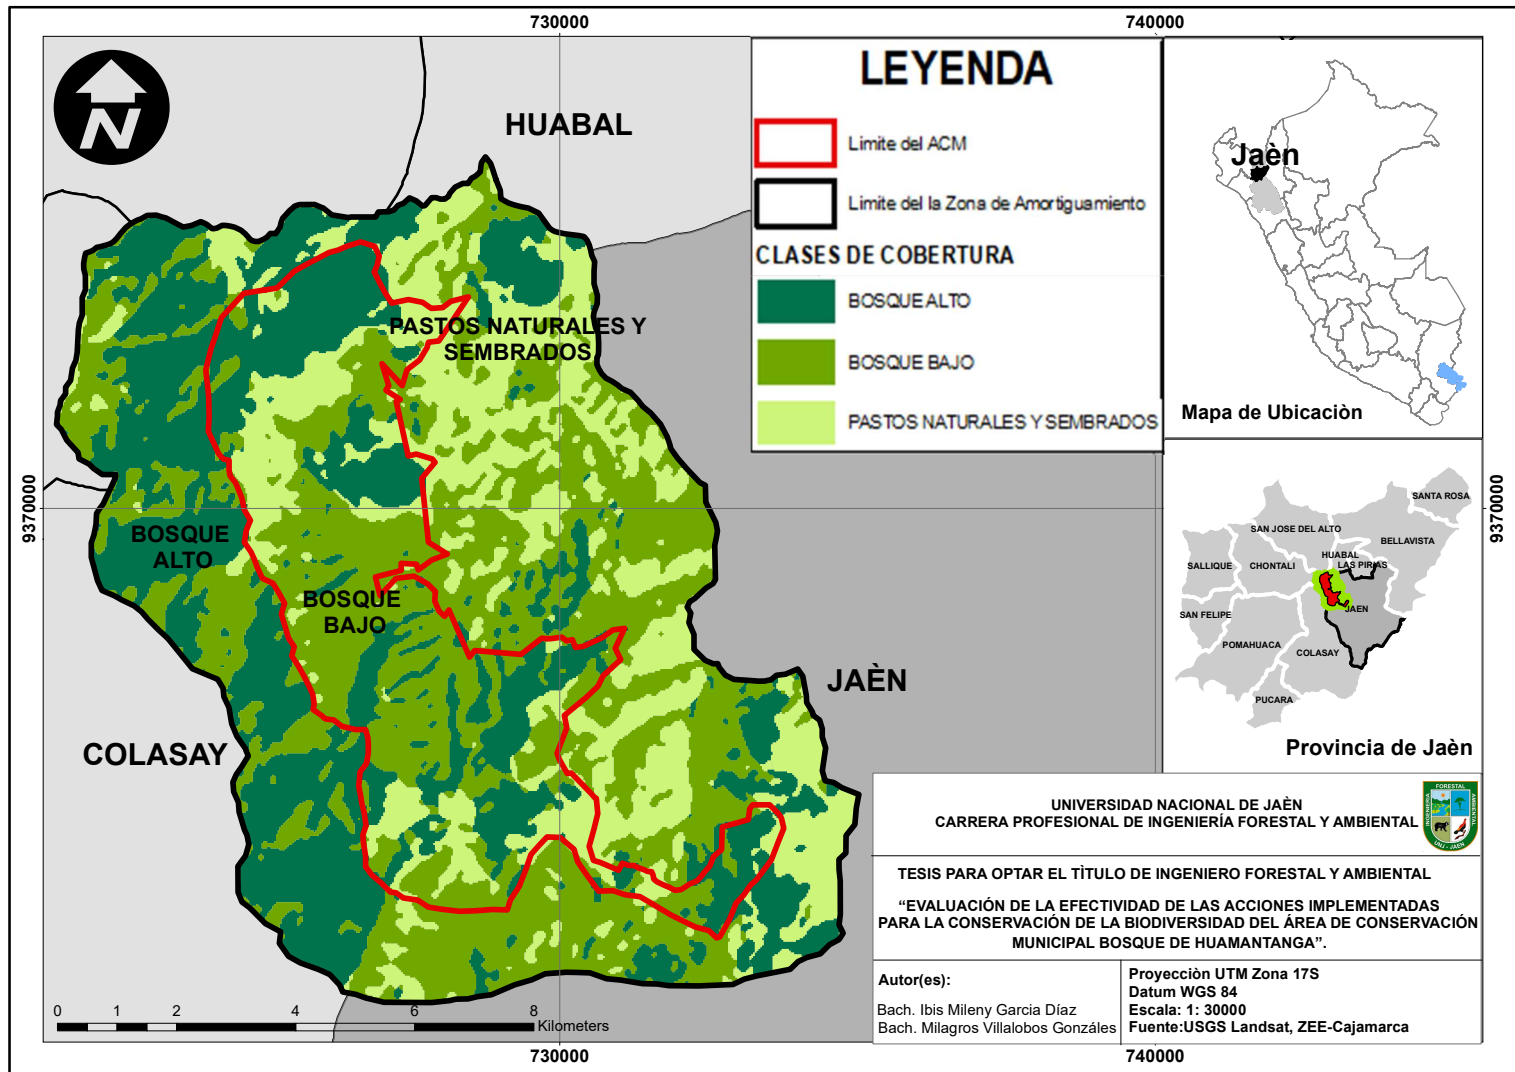 730000
740000
N
HUABAL
LEYENDA
Limite del ACM
Limite del la Zona de Amortiguamiento
CLASES DE COBERTURA
BOSQUE ALTO
BOSQUE BAJO
PASTOS NATURALES Y SEMBRADOS
Jaèn
Mapa de Ubicaciòn
PASTOS NATURALES Y
SEMBRADOS
9370000
9370000
BOSQUE
ALTO
BOSQUE
BAJO
JAÈN
COLASAY
SANTA ROSA
SAN JOSE DEL ALTO
BELLAVISTA
HUABAL
LAS PIRIAS
SALLIQUE
CHONTALI
SAN FELIPE
JAEN
POMAHUACA
COLASAY
PUCARA
Provincia de Jaèn
UNIVERSIDAD NACIONAL DE JAÈN
CARRERA PROFESIONAL DE INGENIERÍA FORESTAL Y AMBIENTAL
FORESTAL
INGENIERIA
AMBIENTAL
UNJ - JAEN
TESIS PARA OPTAR EL TÌTULO DE INGENIERO FORESTAL Y AMBIENTAL
“EVALUACIÓN DE LA EFECTIVIDAD DE LAS ACCIONES IMPLEMENTADAS
PARA LA CONSERVACIÓN DE LA BIODIVERSIDAD DEL ÁREA DE CONSERVACIÓN
MUNICIPAL BOSQUE DE HUAMANTANGA”.
Autor(es):
Bach. Ibis Mileny Garcia Díaz
Bach. Milagros Villalobos Gonzáles
Proyecciòn UTM Zona 17S
Datum WGS 84
Escala: 1: 30000
Fuente:USGS Landsat, ZEE-Cajamarca
0 1 2 4 6 8
Kilometers
730000
740000